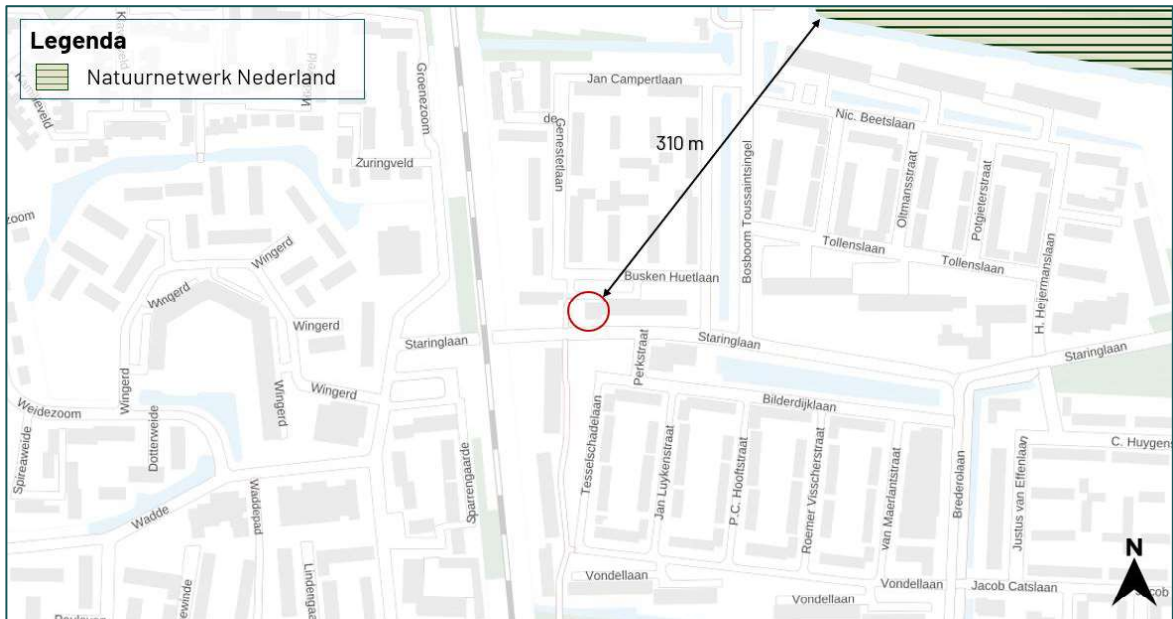 Legenda
Natuurnetwerk Nederland
Groenezoom
Jan Campertlaan
de
Genestetlaan
Nic. Beetslaan
310 m
Zuringveld
Bosboom Toussaintsingel
Oltmansstraat
Potgieterstraat
zoom
Tollenslaan
Tollenslaan
H. Heijermanslaan
Wingerd
Wingerd
Busken Huetlaan
Wingerd
Staringlaan
Staringlaan
Staringlaan
Perkstraat
Wingerd
Wingerd
Wingerd
Weidezoom
Bilderdijklaan
Spireaweide
Dotterweide
Tesselschadelaan
Jan Luykenstraat
P.C. Hooftstraat
Roemer Visscherstraat
van Maerlantstraat
Brederolaan
Justus van Effenlaan
C. Huygens
Sparrengaarde
Waddepad
Wadde
N
Vondellaan
Vondellaan
Vondellaan
Jacob Catslaan
Jacob
Lindengaa
ewinde